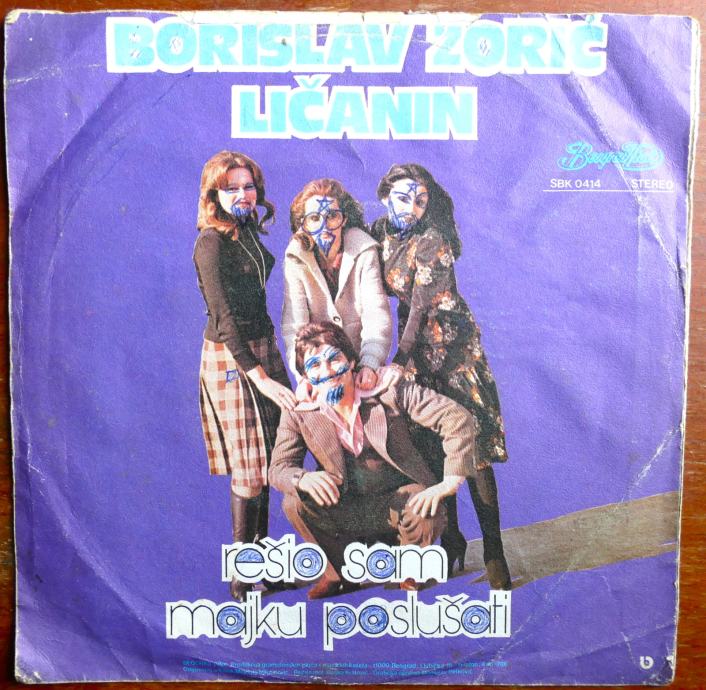 BORISLAV ZORIĆ
LIČANIN
Beograd Disk
SBK 0414 STEREO
rešio sam
majku poslušati
b